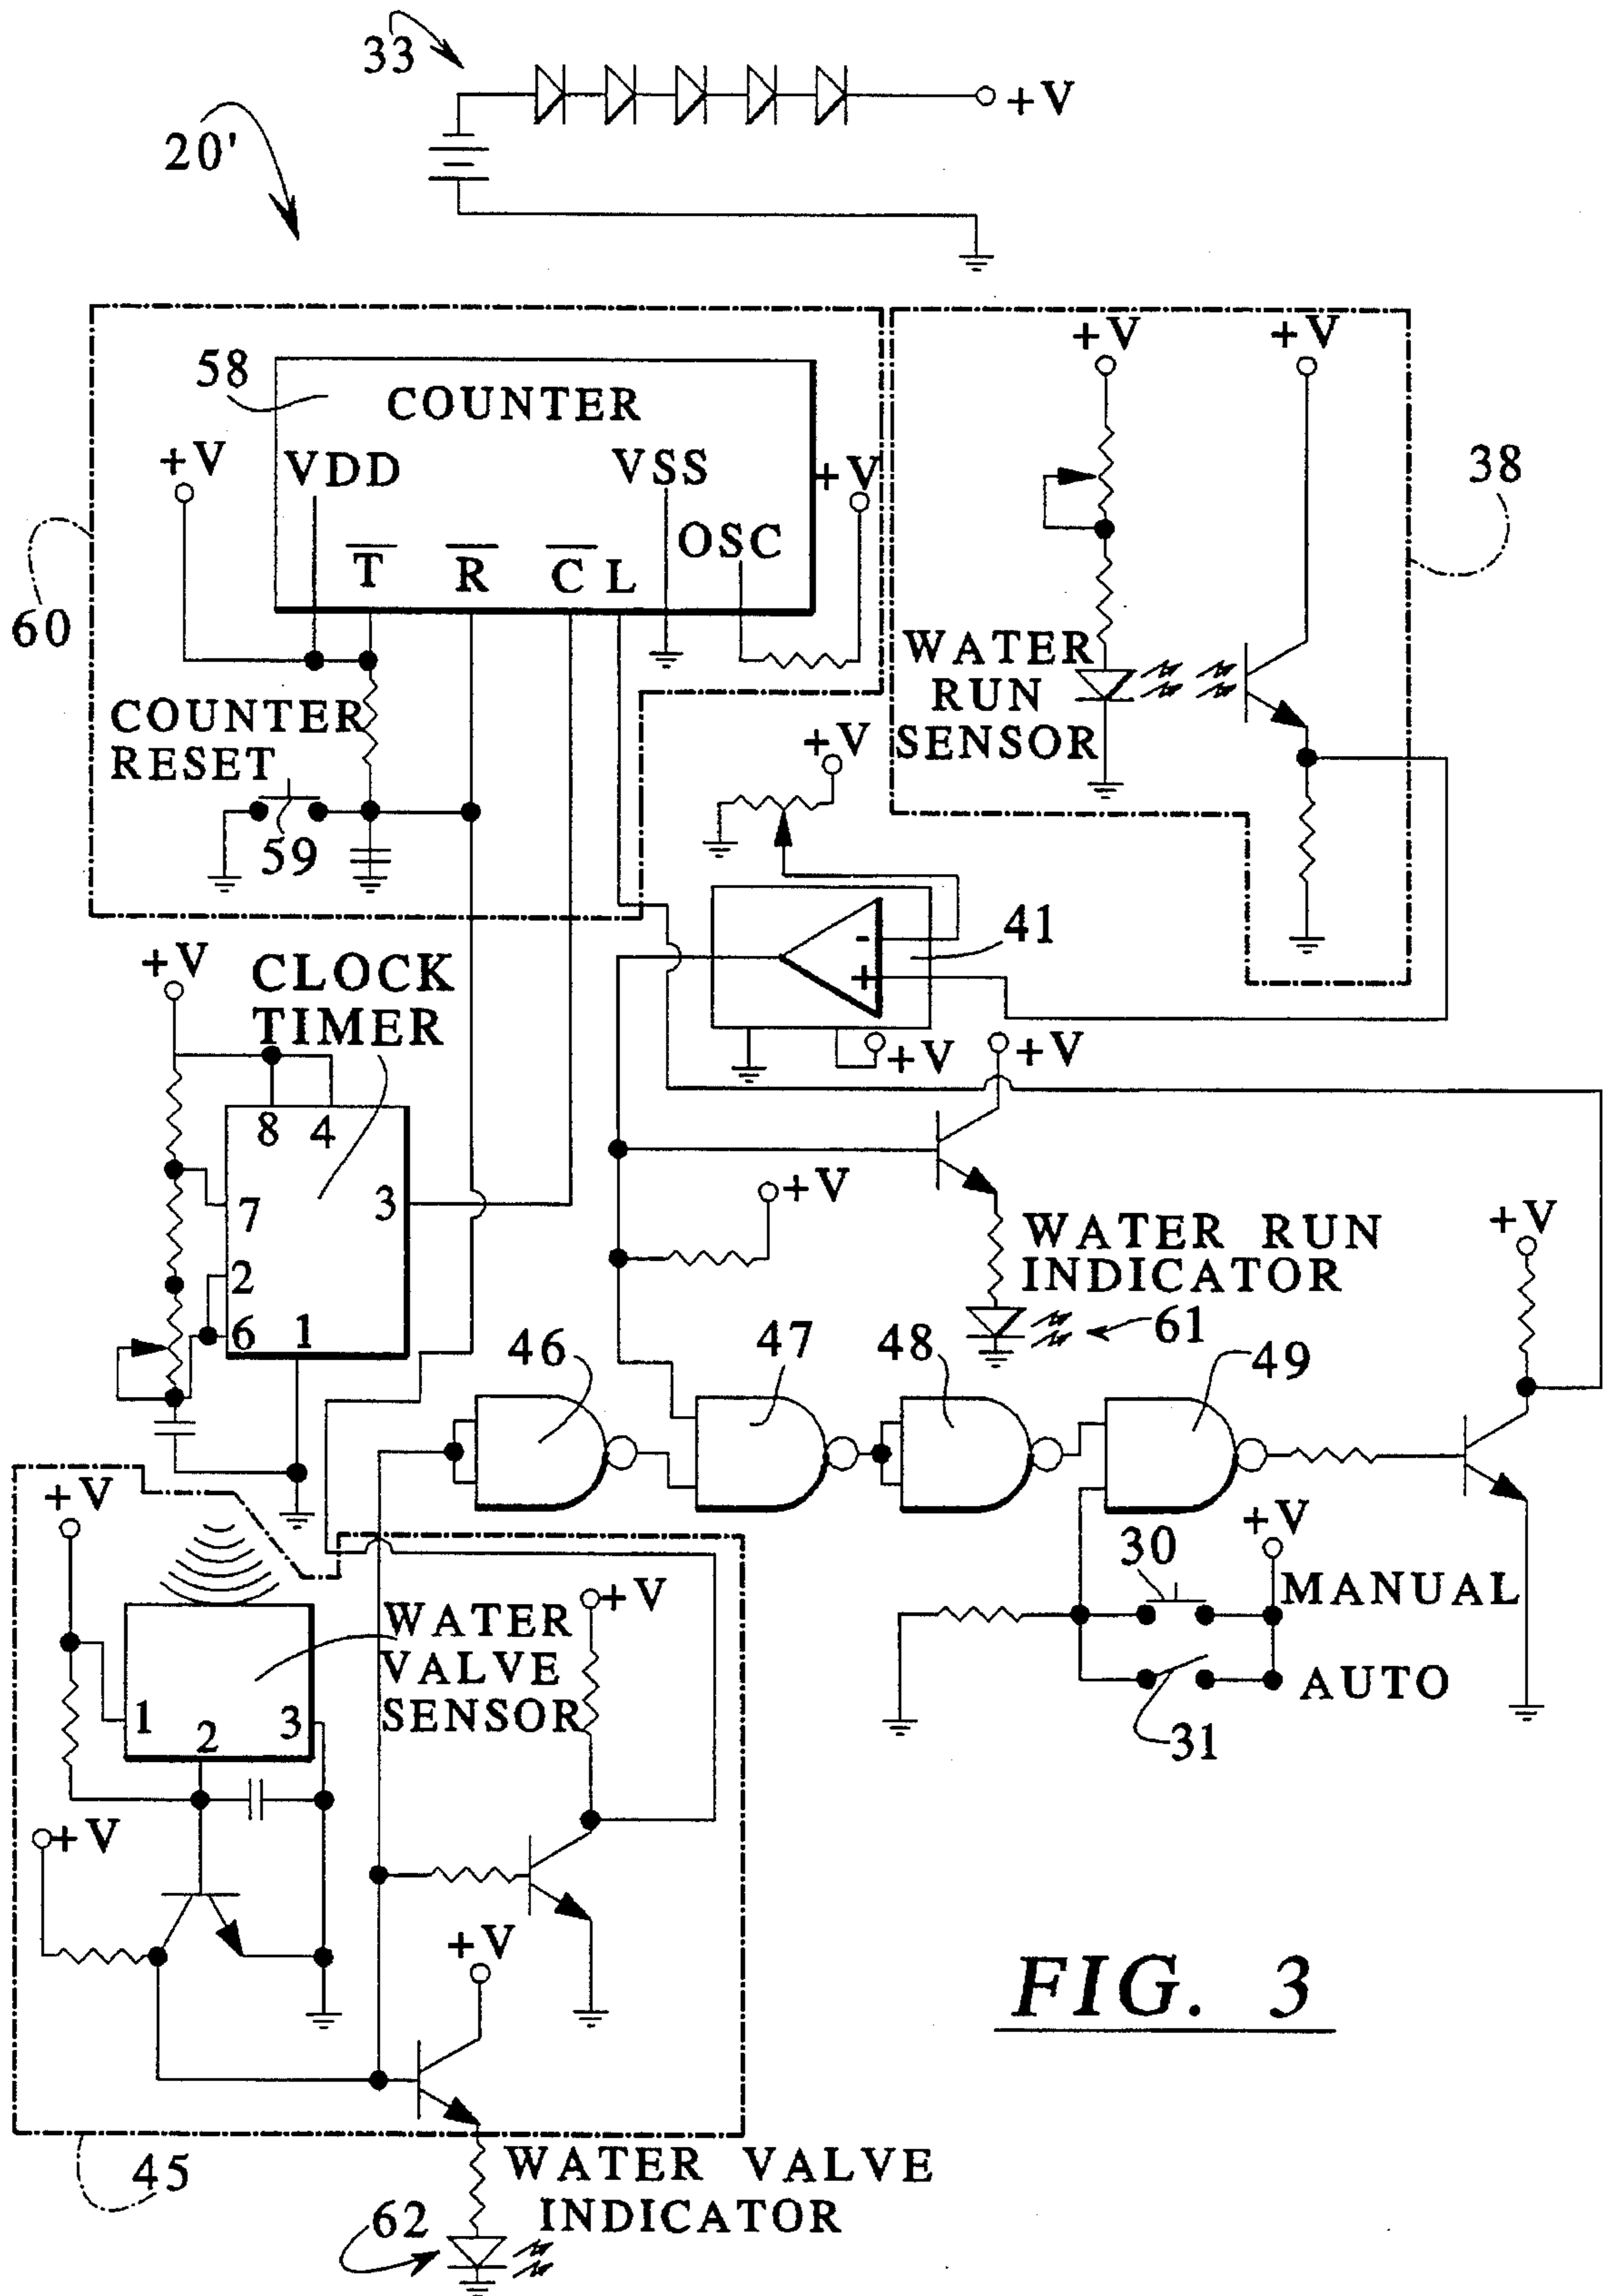 33
+V
20'
58
COUNTER
+V
VDD
VSS
+V
OSC
T
R
C
L
60
COUNTER
RESET
59
+V
+V
38
WATER
RUN
SENSOR
+V
-
+
41
+V
+V
CLOCK
TIMER
8
4
7
3
2
6
1
+V
+V
WATER RUN
INDICATOR
61
+V
46
47
48
49
30
+V
MANUAL
AUTO
31
+V
WATER
VALVE
SENSOR
1
2
3
+V
+V
+V
45
WATER VALVE
INDICATOR
62
FIG. 3